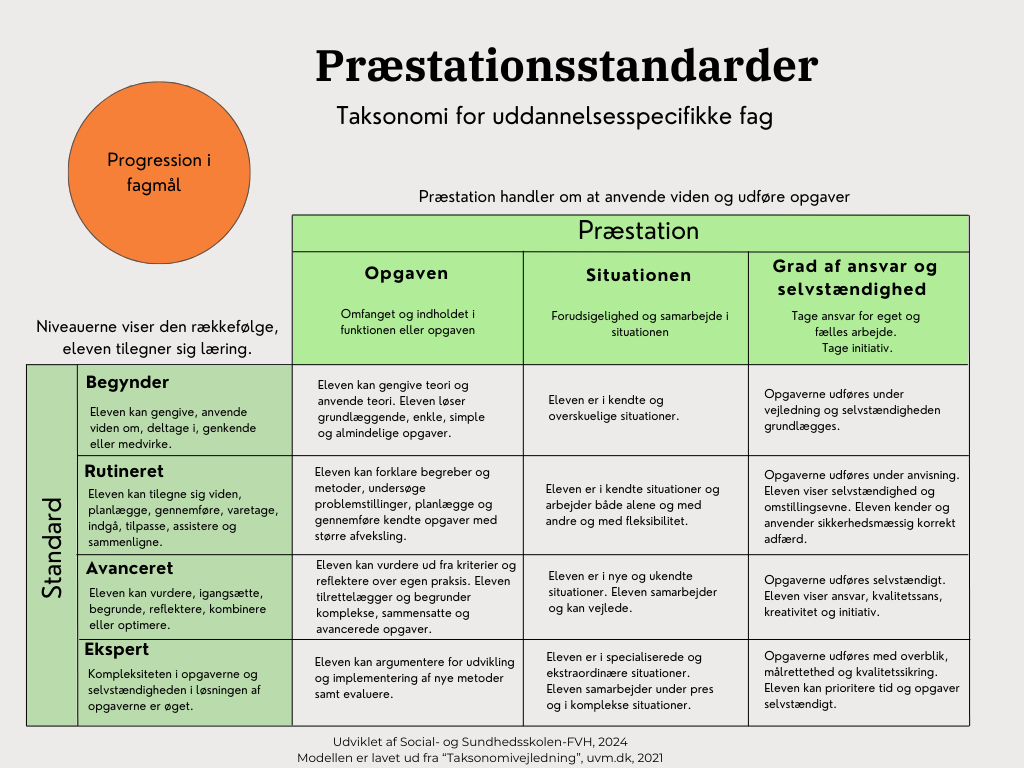 Præstationsstandarder
Taksonomi for uddannelsesspecifikke fag
Progression i
fagmål
Præstation handler om at anvende viden og udføre opgaver
Præstation
Opgaven
Omfanget og indholdet i
funktionen eller opgaven
Situationen
Forudsigelighed og samarbejde i
situationen
Grad af ansvar og
selvstændighed
Tage ansvar for eget og
fælles arbejde.
Tage initiativ.
Niveauerne viser den rækkefølge,
eleven tilegner sig læring.
Standard
Begynder
Eleven kan gengive, anvende
viden om, deltage i, genkende
eller medvirke.
Eleven kan gengive teori og
anvende teori. Eleven løser
grundlæggende, enkle, simple
og almindelige opgaver.
Eleven er i kendte og
overskuelige situationer.
Opgaverne udføres under
vejledning og selvstændigheden
grundlægges.
Rutineret
Eleven kan tilegne sig viden,
planlægge, gennemføre, varetage,
indgå, tilpasse, assistere og
sammenligne.
Eleven kan forklare begreber og
metoder, undersøge
problemstillinger, planlægge og
gennemføre kendte opgaver med
større afveksling.
Eleven er i kendte situationer og
arbejder både alene og med
andre og med fleksibilitet.
Opgaverne udføres under anvisning.
Eleven viser selvstændighed og
omstillingsevne. Eleven kender og
anvender sikkerhedsmæssig korrekt
adfærd.
Avanceret
Eleven kan vurdere, igangsætte,
begrunde, reflektere, kombinere
eller optimere.
Eleven kan vurdere ud fra kriterier og
reflektere over egen praksis. Eleven
tilrettelægger og begrunder
komplekse, sammensatte og
avancerede opgaver.
Eleven er i nye og ukendte
situationer. Eleven samarbejder
og kan vejlede.
Opgaverne udføres selvstændigt.
Eleven viser ansvar, kvalitetssans,
kreativitet og initiativ.
Ekspert
Kompleksiteten i opgaverne og
selvstændigheden i løsningen af
opgaverne er øget.
Eleven kan argumentere for udvikling
og implementering af nye metoder
samt evaluere.
Eleven er i specialiserede og
ekstraordinære situationer.
Eleven samarbejder under pres
og i komplekse situationer.
Opgaverne udføres med overblik,
målrettethed og kvalitetssikring.
Eleven kan prioritere tid og opgaver
selvstændigt.
Udviklet af Social- og Sundhedsskolen-FVH, 2024
Modellen er lavet ud fra “Taksonomivejledning”, uvm.dk, 2021